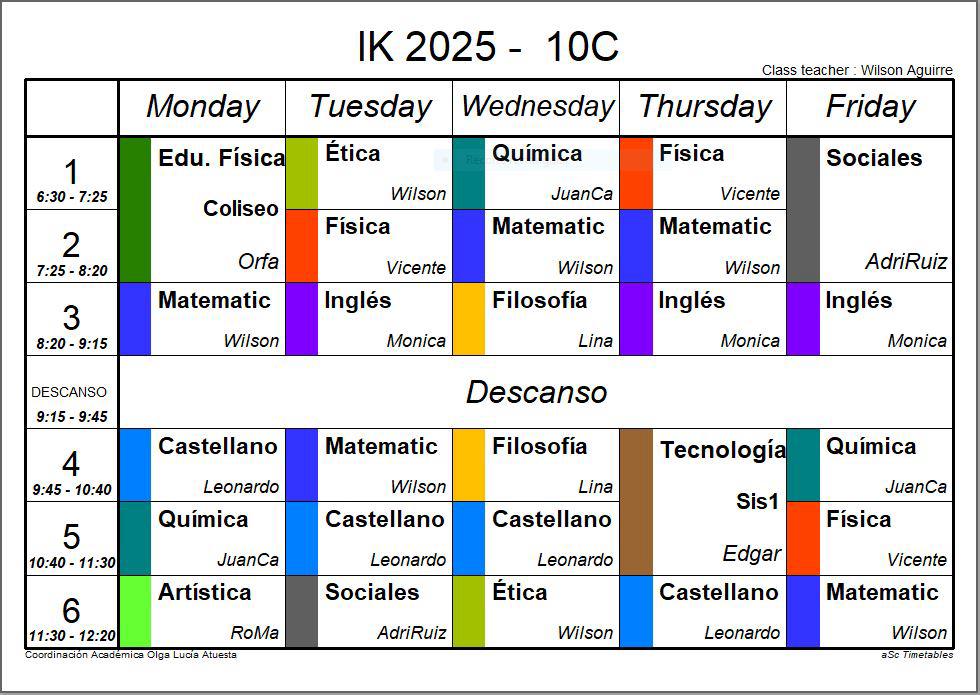 IK 2025 - 10C
Class teacher : Wilson Aguirre
Monday Tuesday Wednesday Thursday Friday
1
6:30 - 7:25
Edu. Física
Coliseo
Orfa
Ética
Wilson
Química
JuanCa
Física
Vicente
Sociales
AdriRuiz
2
7:25 - 8:20
Física
Vicente
Matematic
Wilson
Matematic
Wilson
3
8:20 - 9:15
Matematic
Wilson
Inglés
Monica
Filosofía
Lina
Inglés
Monica
Inglés
Monica
DESCANSO
9:15 - 9:45
Descanso
4
9:45 - 10:40
Castellano
Leonardo
Matematic
Wilson
Filosofía
Lina
Tecnología
Sis1
Edgar
Química
JuanCa
5
10:40 - 11:30
Química
JuanCa
Castellano
Leonardo
Castellano
Leonardo
Física
Vicente
6
11:30 - 12:20
Artística
RoMa
Sociales
AdriRuiz
Ética
Wilson
Castellano
Leonardo
Matematic
Wilson
Coordinación Académica Olga Lucía Atuesta
aSc Timetables